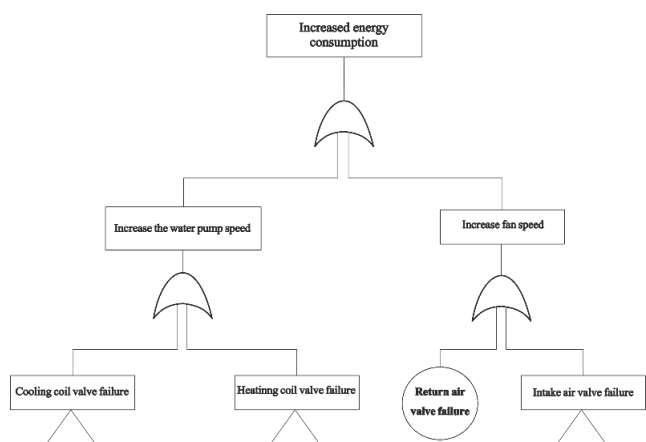 Increased energy
consumption
Increase the water pump speed
Increase fan speed
Cooling coil valve failure
Heatinng coil valve failure
Return air
valve failure
Intake air valve failure